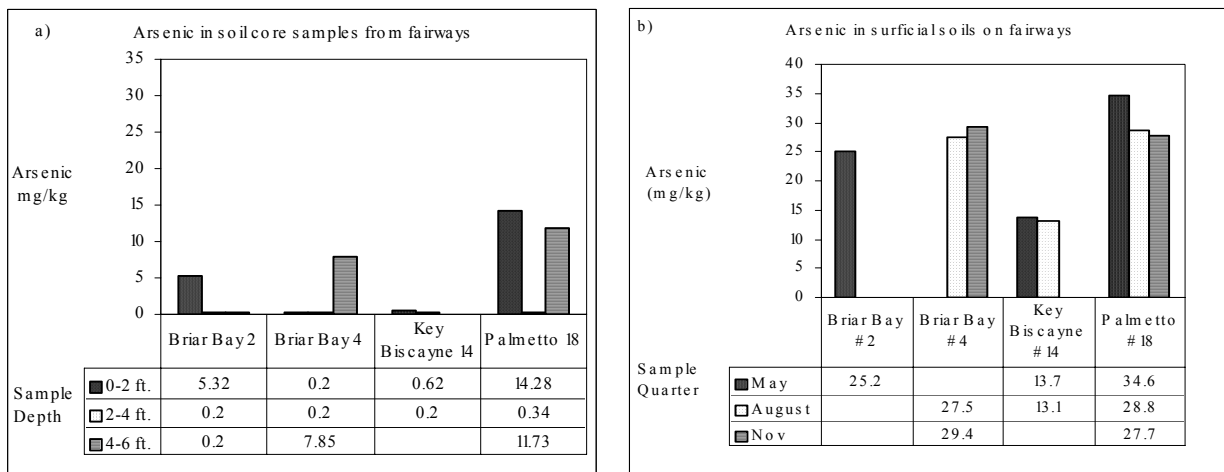 a)
Arsenic in soil core samples from fairways
35
30
25
20
15
10
5
0
Arsenic
mg/kg
Briar Bay 2 Briar Bay 4 Key Biscayne 14 Palmetto 18
Sample
Depth
0-2 ft. 5.32 0.2 0.62 14.28
2-4 ft. 0.2 0.2 0.2 0.34
4-6 ft. 0.2 7.85 11.73
b)
Arsenic in surficial soils on fairways
40
35
30
25
20
15
10
5
0
Arsenic
(mg/kg)
Briar Bay #2 Briar Bay #4 Key Biscayne #14 Palmetto #18
Sample
Quarter
May 25.2 13.7 34.6
August 27.5 13.1 28.8
Nov 29.4 27.7